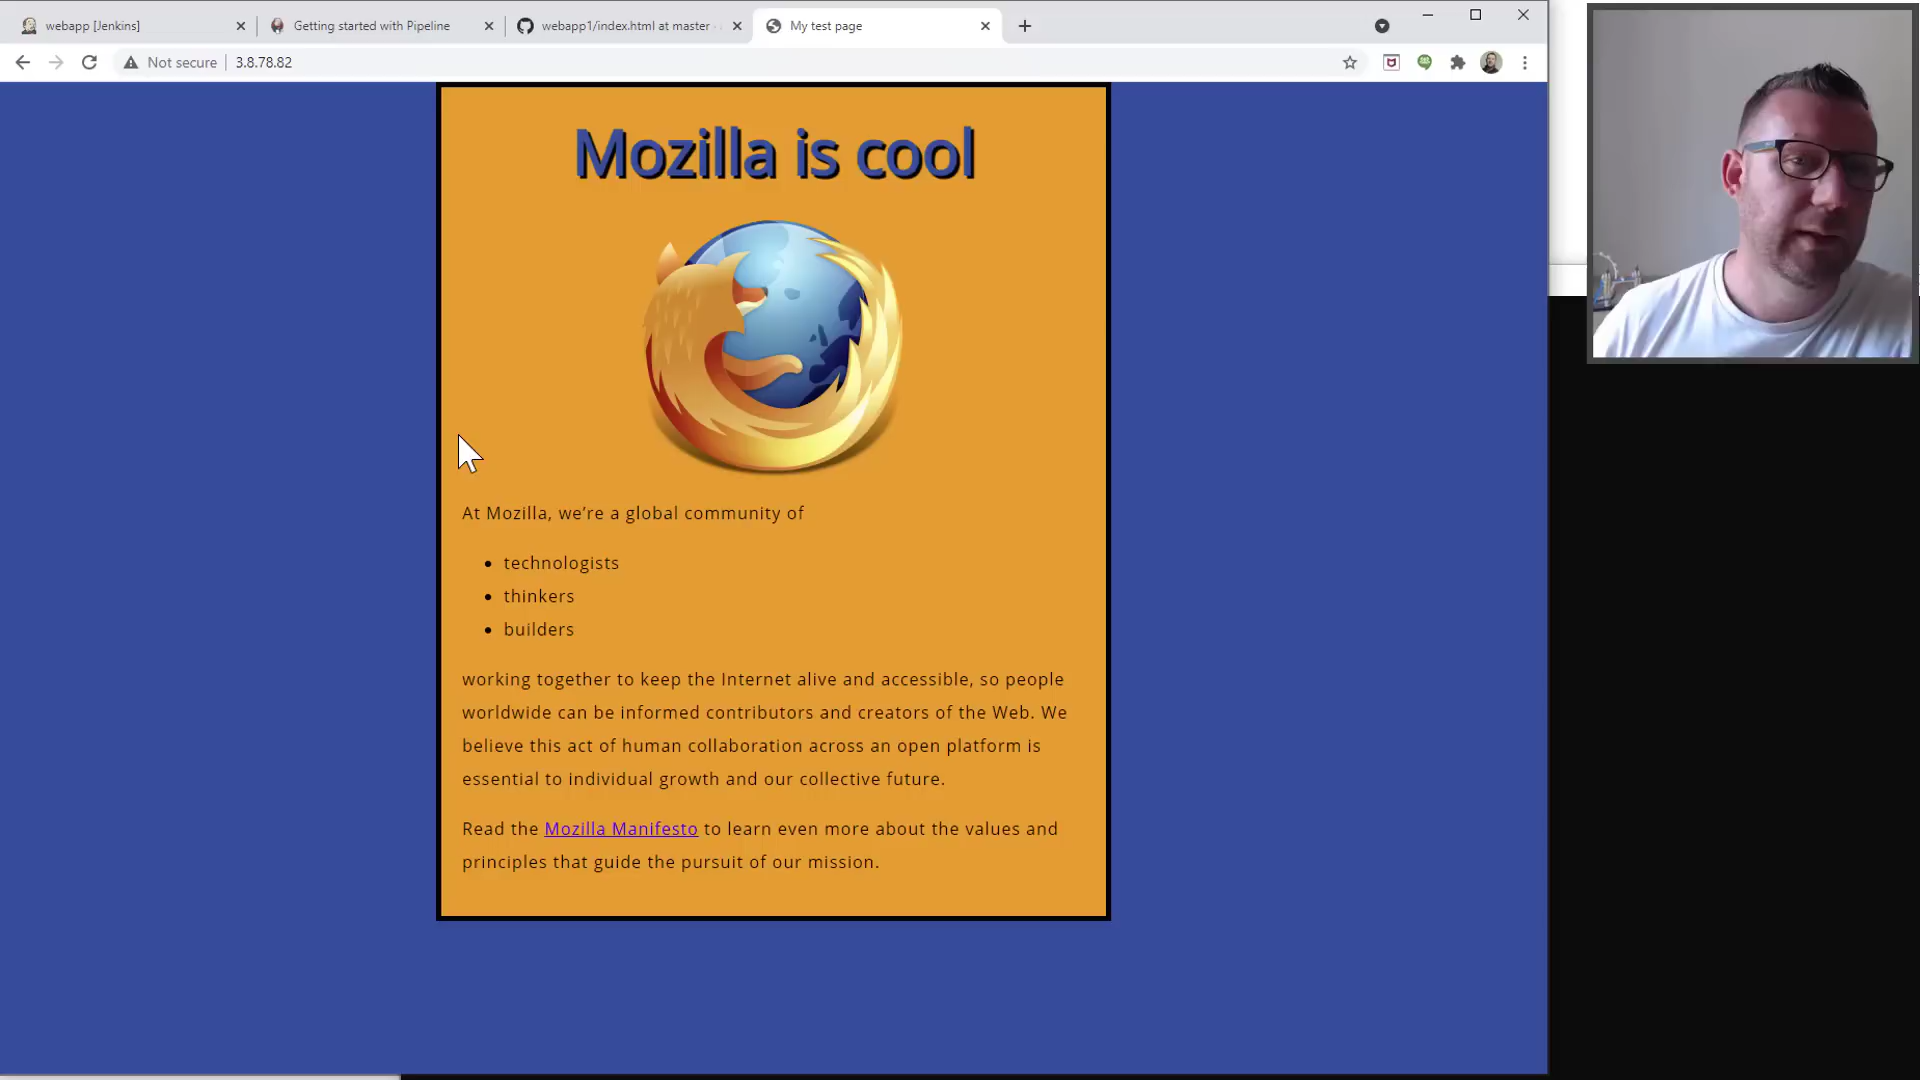 webapp [Jenkins]
Getting started with Pipeline
webapp1/index.html at master ·
My test page
Not secure
3.8.78.82
Mozilla is cool
At Mozilla, we’re a global community of
• technologists
• thinkers
• builders
working together to keep the Internet alive and accessible, so people
worldwide can be informed contributors and creators of the Web. We
believe this act of human collaboration across an open platform is
essential to individual growth and our collective future.
Read the Mozilla Manifesto to learn even more about the values and
principles that guide the pursuit of our mission.